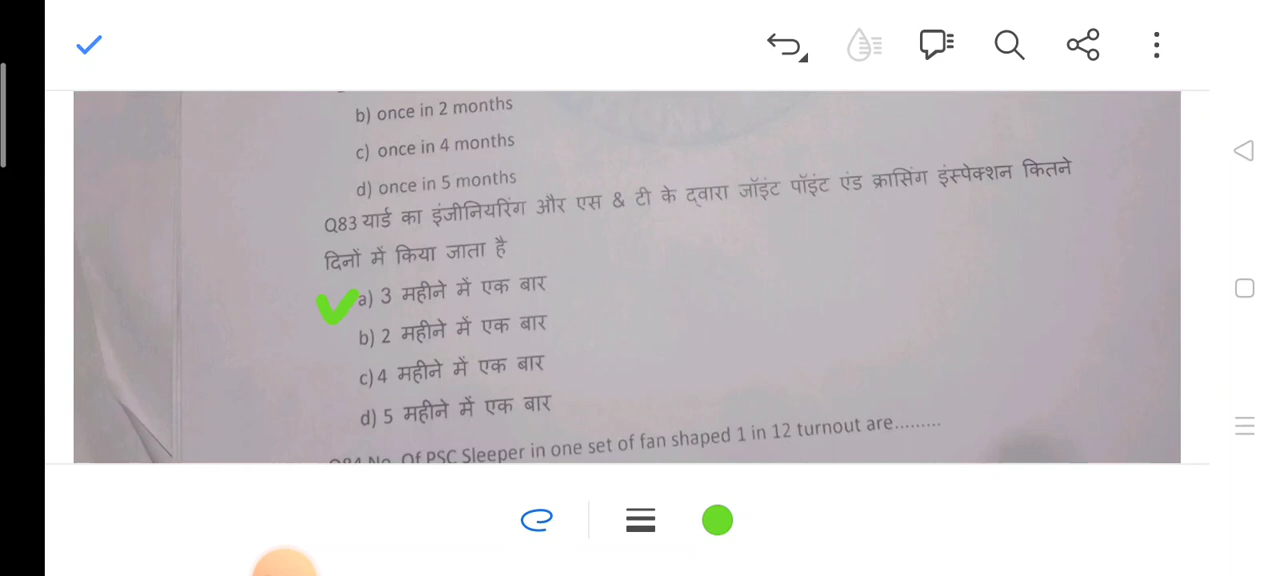 b) once in 2 months
c) once in 4 months
d) once in 5 months
Q83 यार्ड का इंजीनियरिंग और एस & टी के द्वारा जॉइंट पॉइंट एंड क्रासिंग इंस्पेक्शन कितने
दिनों में किया जाता है
a) 3 महीने में एक बार
b) 2 महीने में एक बार
c) 4 महीने में एक बार
d) 5 महीने में एक बार
Q84 No. Of PSC Sleeper in one set of fan shaped 1 in 12 turnout are.........